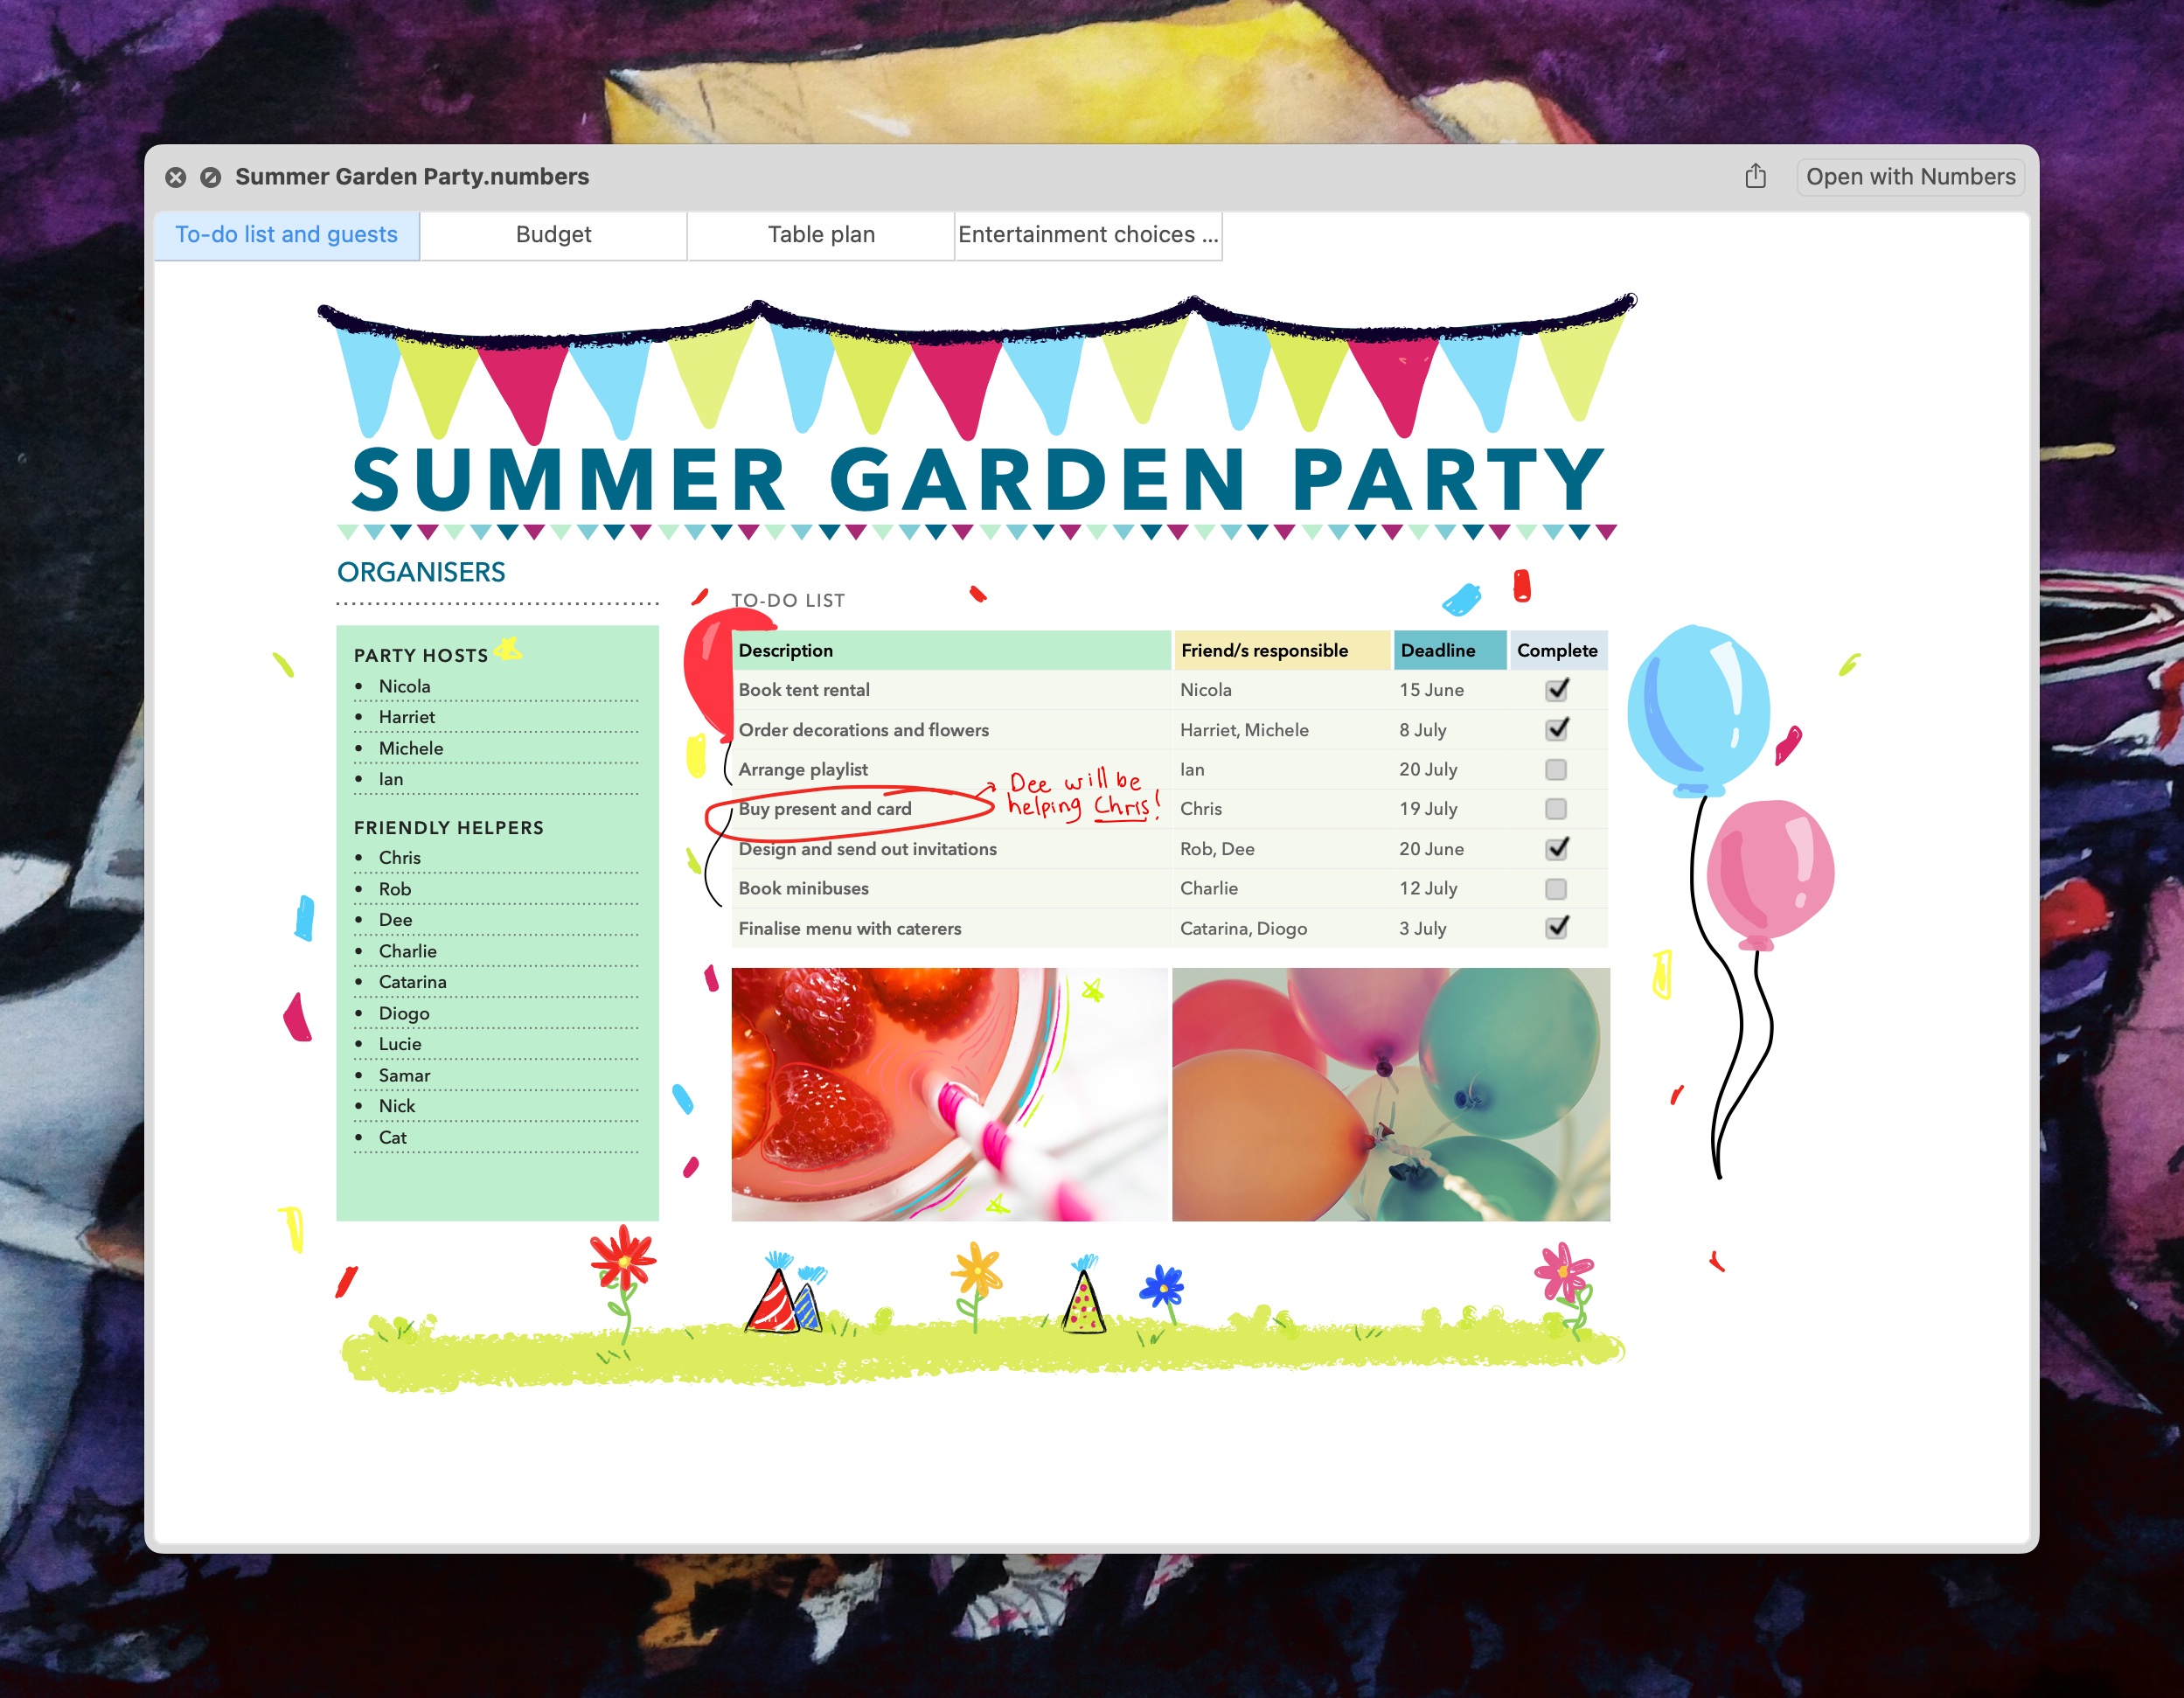 Summer Garden Party.numbers
Open with Numbers
To-do list and guests
Budget
Table plan
Entertainment choices ...
SUMMER GARDEN PARTY
ORGANISERS
PARTY HOSTS
• Nicola
• Harriet
• Michele
• Ian
FRIENDLY HELPERS
• Chris
• Rob
• Dee
• Charlie
• Catarina
• Diogo
• Lucie
• Samar
• Nick
• Cat
TO-DO LIST
Description Friend/s responsible Deadline Complete
Book tent rental Nicola 15 June
Order decorations and flowers Harriet, Michele 8 July
Arrange playlist Ian 20 July
Dee will be
helping Chris!
Buy present and card Chris 19 July
Design and send out invitations Rob, Dee 20 June
Book minibuses Charlie 12 July
Finalise menu with caterers Catarina, Diogo 3 July